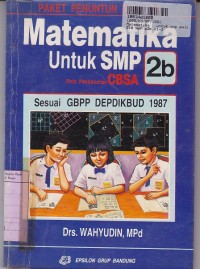 PAKET PENUNTUN
Matematika
Untuk SMP
2b
CBSA
Sesuai GBPP DEPDIKBUD 1987
Drs. WAHYUDIN, MPd
EPSILON GRUP BANDUNG